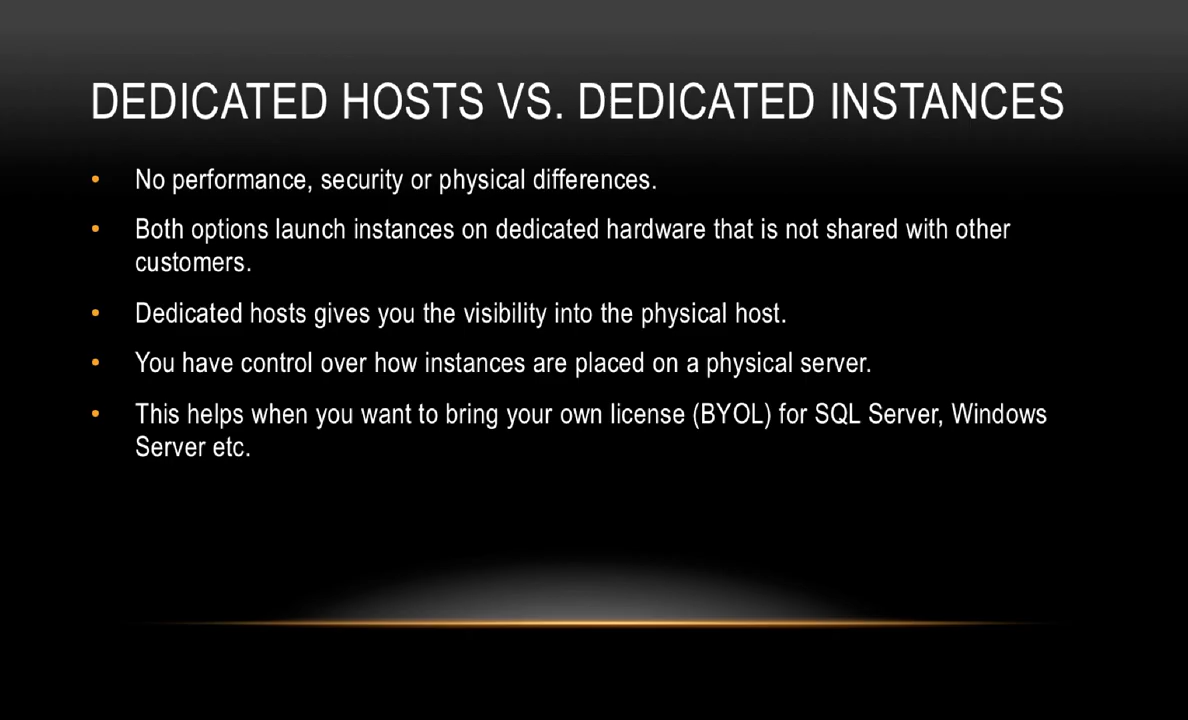 DEDICATED HOSTS VS. DEDICATED INSTANCES
• No performance, security or physical differences.
• Both options launch instances on dedicated hardware that is not shared with other
customers.
• Dedicated hosts gives you the visibility into the physical host.
• You have control over how instances are placed on a physical server.
• This helps when you want to bring your own license (BYOL) for SQL Server, Windows
Server etc.